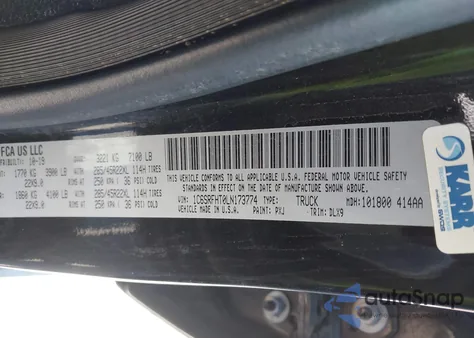 FCA US LLC
10-19
3221 KG 7100 LB
1770 KG 3900 LB 285/45R22XL 114H TIRES
22X9.0 250 KPA/ 36 PSI COLD
1860 KG 4100 LB 285/45R22XL 114H TIRES
22X9.0 250 KPA/ 36 PSI COLD
THIS VEHICLE CONFORMS TO ALL APPLICABLE U.S.A. FEDERAL MOTOR VEHICLE SAFETY
STANDARDS IN EFFECT ON THE DATE OF MANUFACTURE SHOWN ABOVE.
VIN: 1C6SRFHT0LN173774 TYPE: TRUCK MDH: 101800 414AA
MADE IN U.S.A. PAINT: PXJ TRIM: DLX9
KARR
SECURITY
SWDS
autoSnap